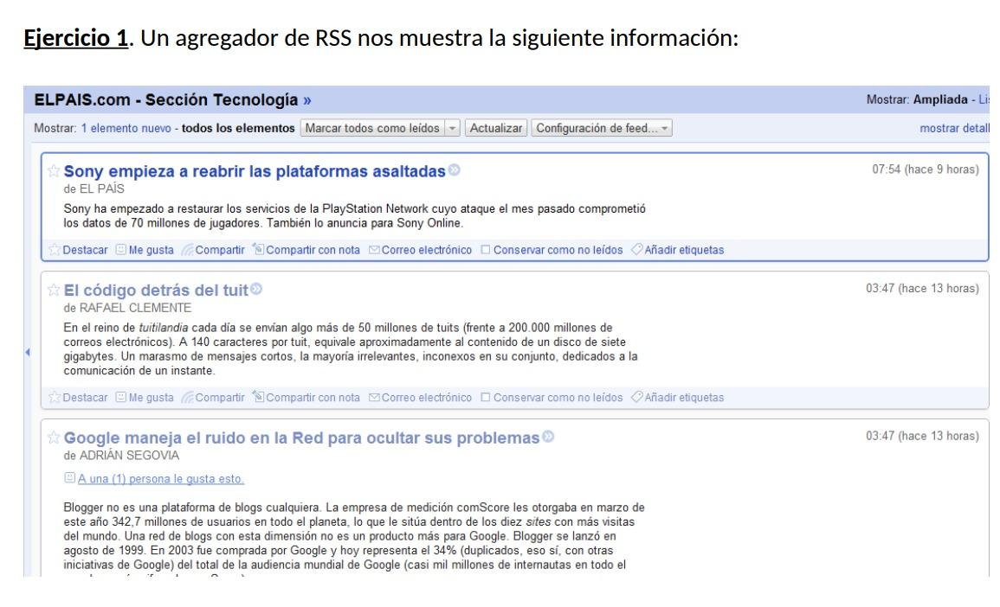 Ejercicio 1. Un agregador de RSS nos muestra la siguiente información:
ELPAIS.com - Sección Tecnología »
Mostrar: Ampliada -
Mostrar: 1 elemento nuevo - todos los elementos Marcar todos como leídos Actualizar Configuración de feed...
mostrar
Sony empieza a reabrir las plataformas asaltadas
07:54 (hace 9 horas)
de EL PAÍS
Sony ha empezado a restaurar los servicios de la PlayStation Network cuyo ataque el mes pasado comprometió
los datos de 70 millones de jugadores. También lo anuncia para Sony Online.
Destacar Me gusta Compartir Compartir con nota Correo electrónico Conservar como no leídos Añadir etiquetas
El código detrás del tuit
03:47 (hace 13 horas)
de RAFAEL CLEMENTE
En el reino de tuitilandia cada día se envían algo más de 50 millones de tuits (frente a 200.000 millones de
correos electrónicos). A 140 caracteres por tuit, equivale aproximadamente al contenido de un disco de siete
gigabytes. Un marasmo de mensajes cortos, la mayoría irrelevantes, inconexos en su conjunto, dedicados a la
comunicación de un instante.
Destacar Me gusta Compartir Compartir con nota Correo electrónico Conservar como no leídos Añadir etiquetas
Google maneja el ruido en la Red para ocultar sus problemas
03:47 (hace 13 horas)
de ADRIÁN SEGOVIA
A una (1) persona le gusta esto.
Blogger no es una plataforma de blogs cualquiera. La empresa de medición comScore les otorgaba en marzo de
este año 342,7 millones de usuarios en todo el planeta, lo que le sitúa dentro de los diez sites con más visitas
del mundo. Una red de blogs con esta dimensión no es un producto más para Google. Blogger se lanzó en
agosto de 1999. En 2003 fue comprada por Google y hoy representa el 34% (duplicados, eso sí, con otras
iniciativas de Google) del total de la audiencia mundial de Google (casi mil millones de internautas en todo el